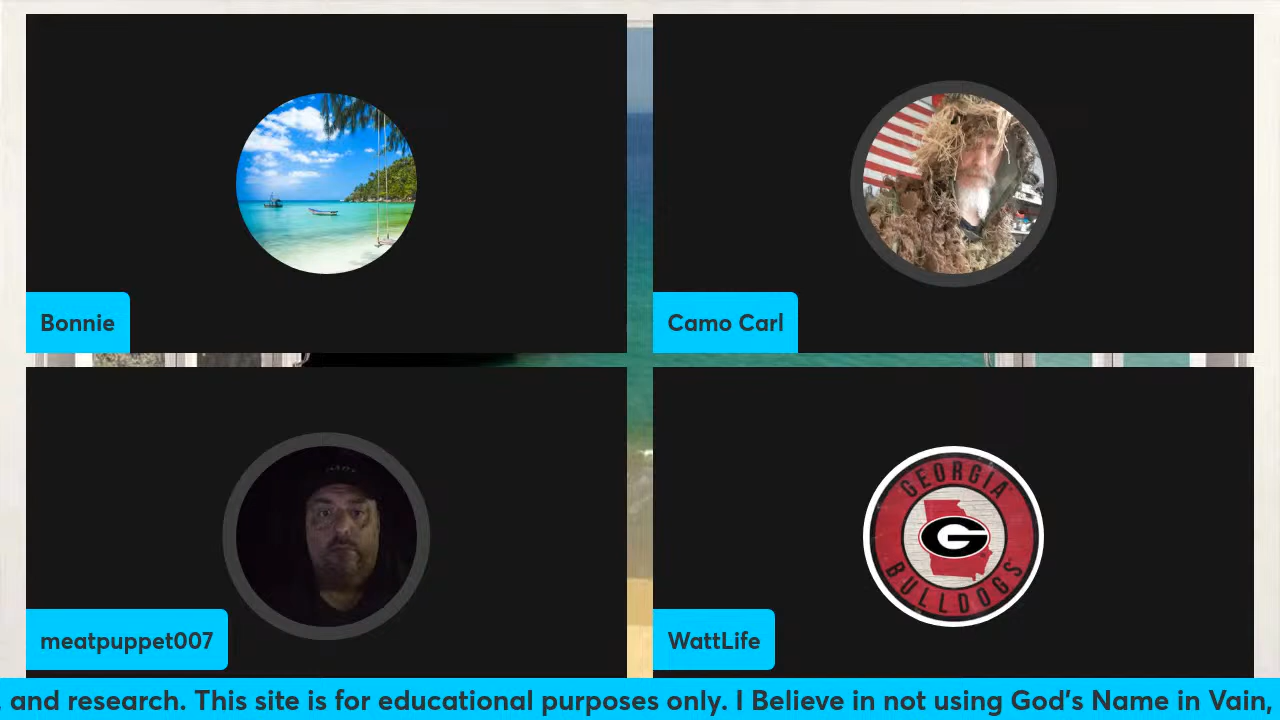 Bonnie
Camo Carl
GEORGIA
G
BULLDOGS
meatpuppet007
WattLife
and research. This site is for educational purposes only. I Believe in not using God's Name in Vain,